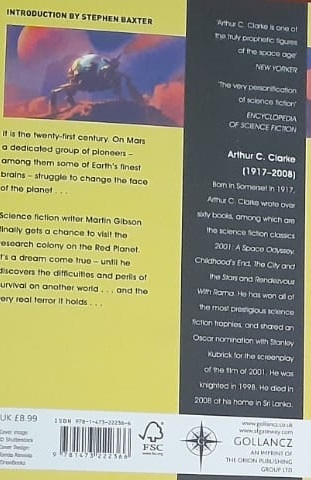 INTRODUCTION BY STEPHEN BAXTER
It is the twenty-first century. On Mars
a dedicated group of pioneers –
among them some of Earth's finest
brains – struggle to change the face
of the planet . . .
Science fiction writer Martin Gibson
finally gets a chance to visit the
research colony on the Red Planet.
It's a dream come true – until he
discovers the difficulties and perils of
survival on another world . . . and the
very real terror it holds . . .
'Arthur C. Clarke is one of
the truly prophetic figures
of the space age'
NEW YORKER
'The very personification
of science fiction'
ENCYCLOPEDIA
OF SCIENCE FICTION
Arthur C. Clarke
(1917–2008)
Born in Somerset in 1917,
Arthur C. Clarke wrote over
sixty books, among which are
the science fiction classics
2001: A Space Odyssey,
Childhood's End, The City and
the Stars and Rendezvous
With Rama. He has won all of
the most prestigious science
fiction trophies, and shared an
Oscar nomination with Stanley
Kubrick for the screenplay
of the film of 2001. He was
knighted in 1998. He died in
2008 at his home in Sri Lanka.
UK £8.99
Cover image
© Shutterstock
Cover Design:
Tomás Almeida
OrionBooks
ISBN 978-1-473-22236-6
9 781473 222366
FSC
www.fsc.org
www.gollancz.co.uk
www.sfgateway.com
GOLLANCZ
AN IMPRINT OF
THE ORION PUBLISHING
GROUP LTD